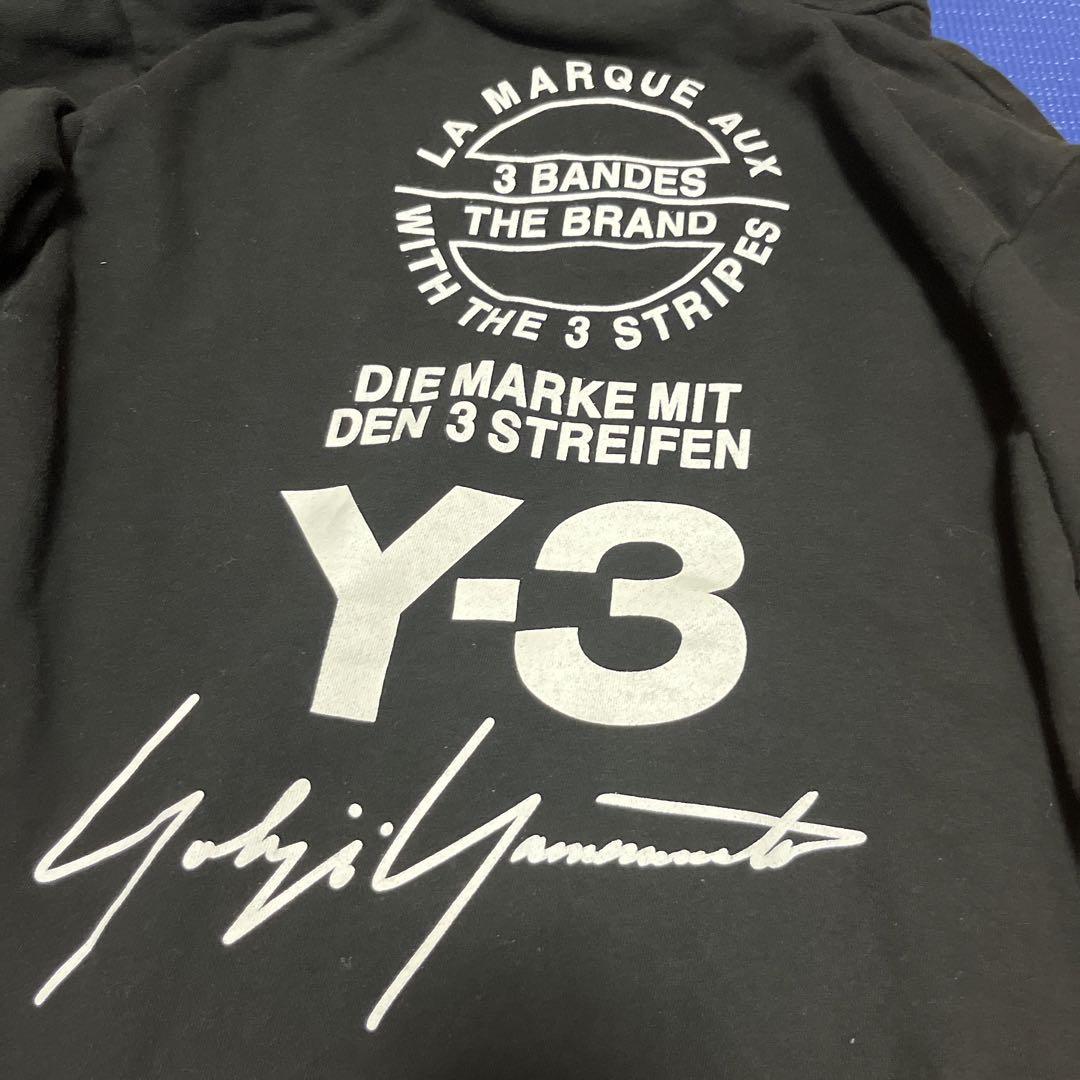 LA MARQUE AUX
3 BANDES
THE BRAND
WITH THE 3 STRIPES
DIE MARKE MIT
DEN 3 STREIFEN
Y-3
Yohji Yamamoto